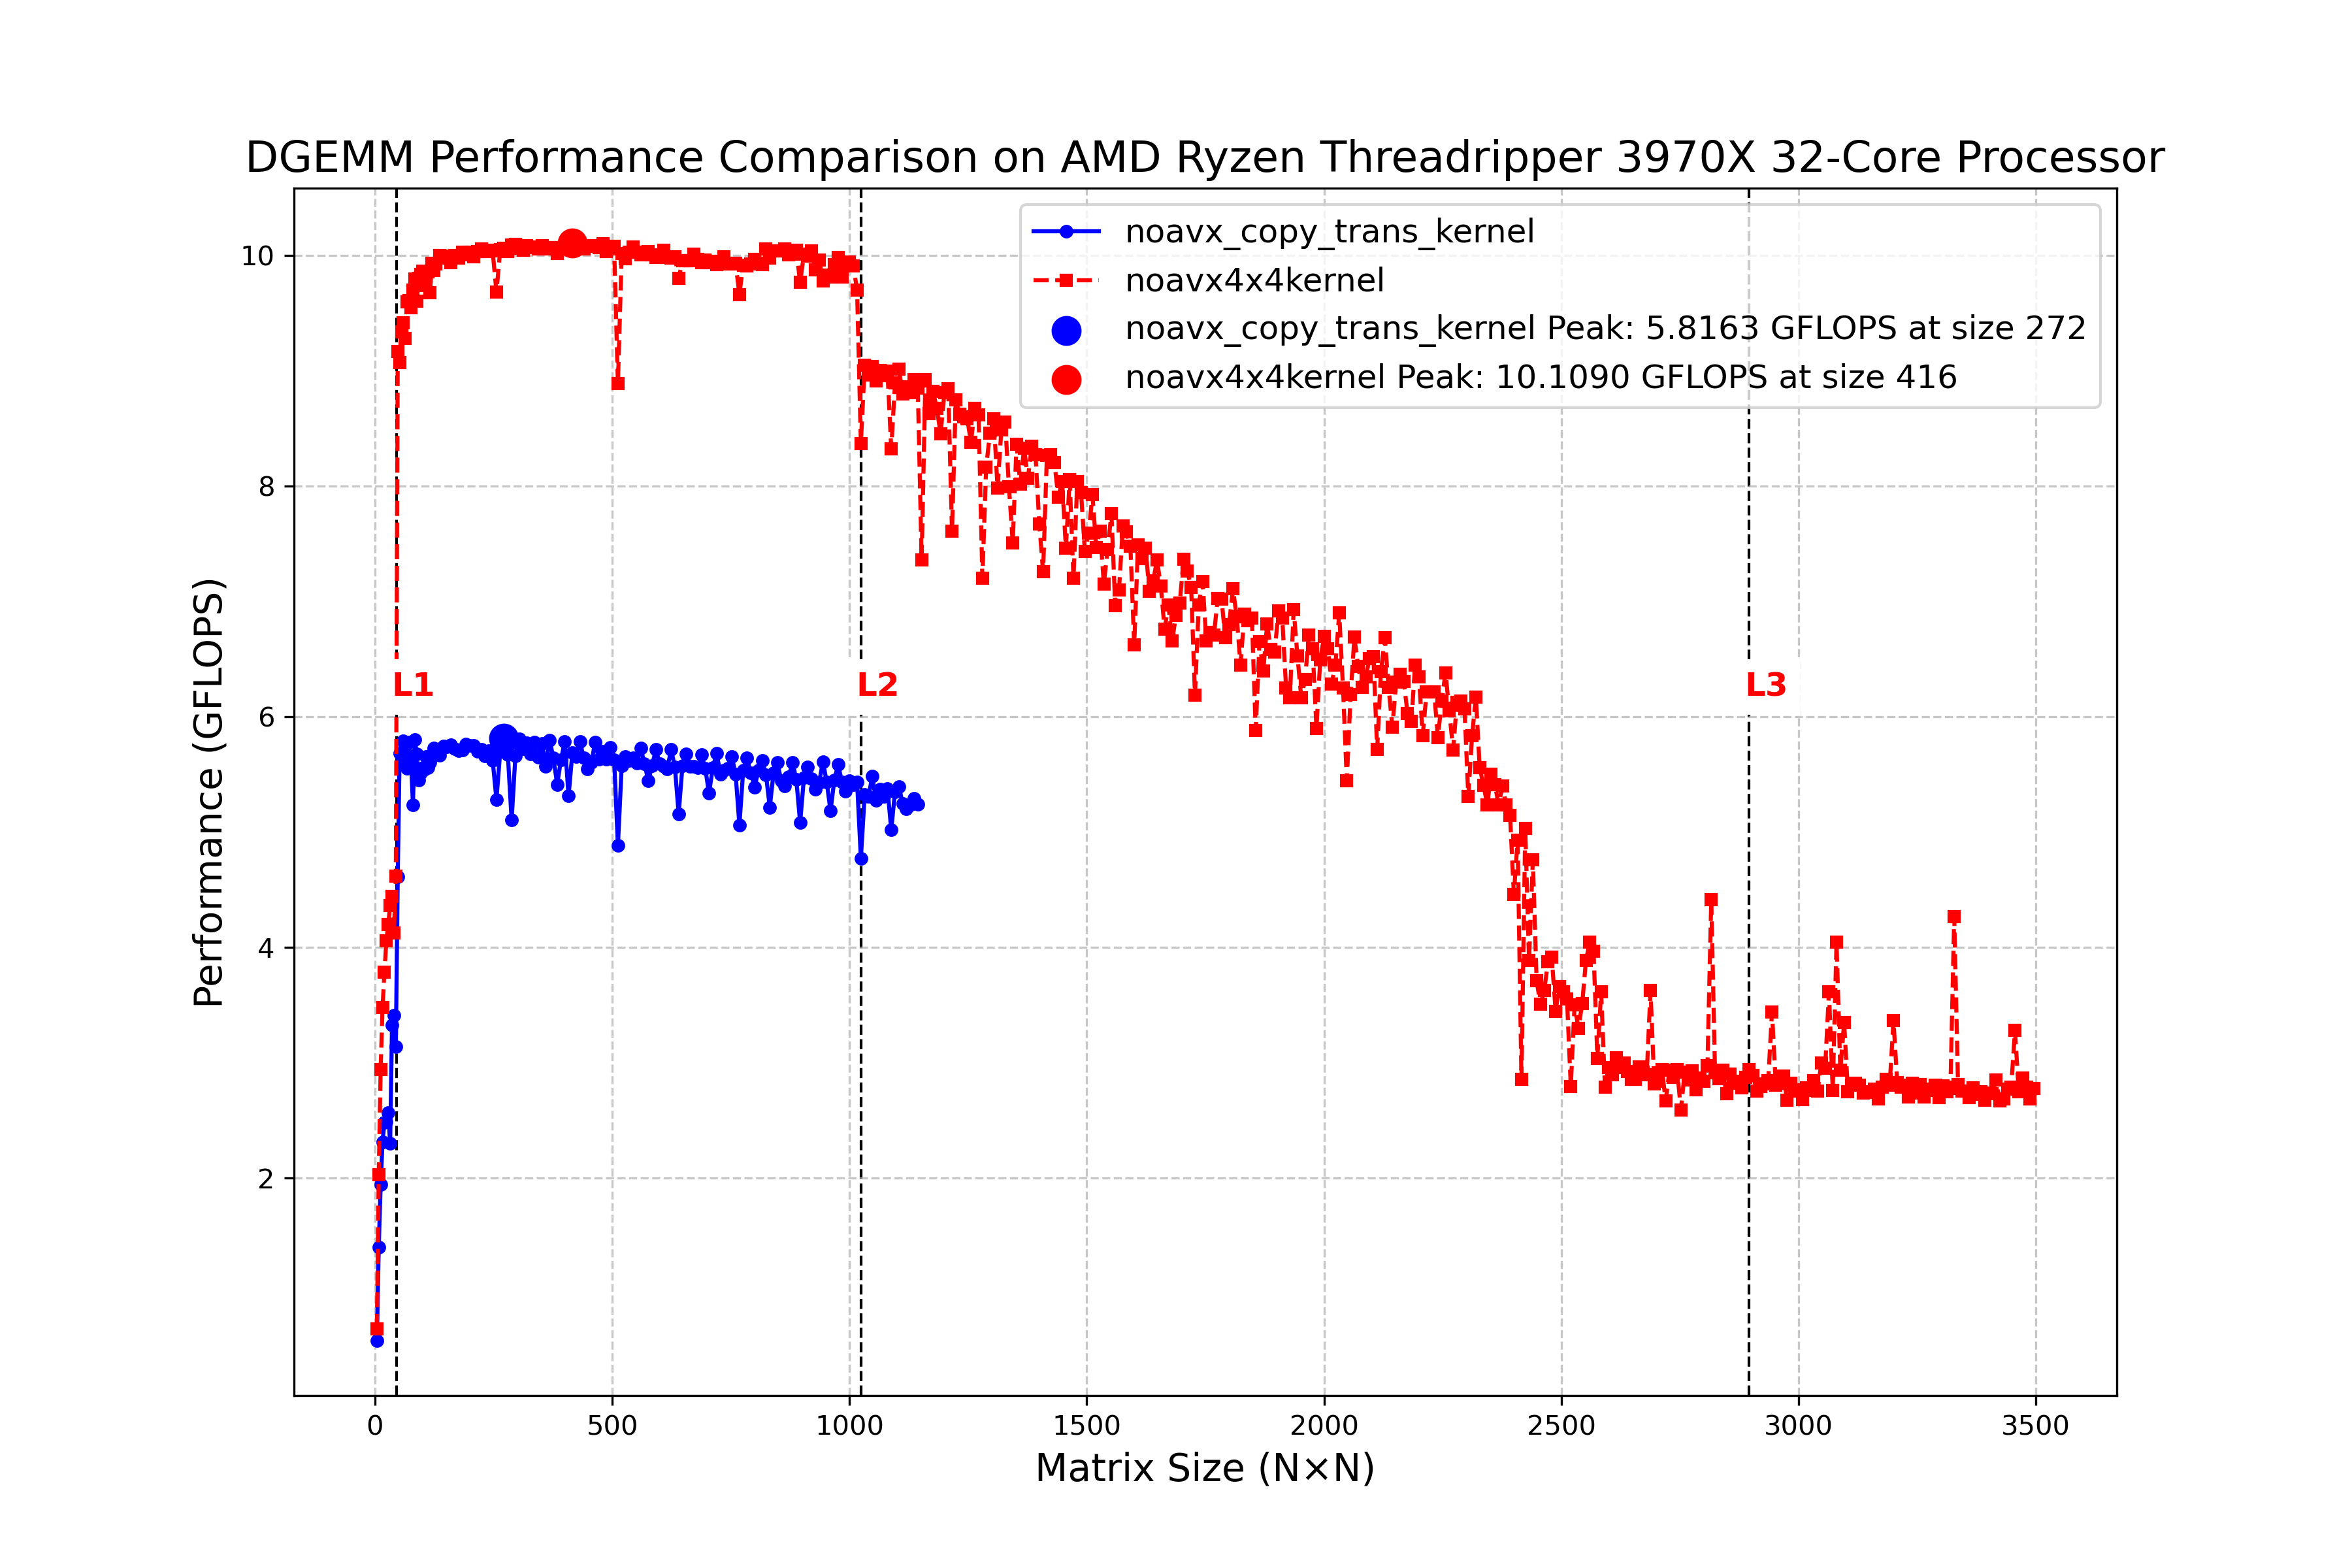 DGEMM Performance Comparison on AMD Ryzen Threadripper 3970X 32-Core Processor
noavx_copy_trans_kernel
noavx4x4kernel
noavx_copy_trans_kernel Peak: 5.8163 GFLOPS at size 272
noavx4x4kernel Peak: 10.1090 GFLOPS at size 416
Performance (GFLOPS)
10
8
6
4
2
L1
L2
L3
0
500
1000
1500
2000
2500
3000
3500
Matrix Size (N×N)